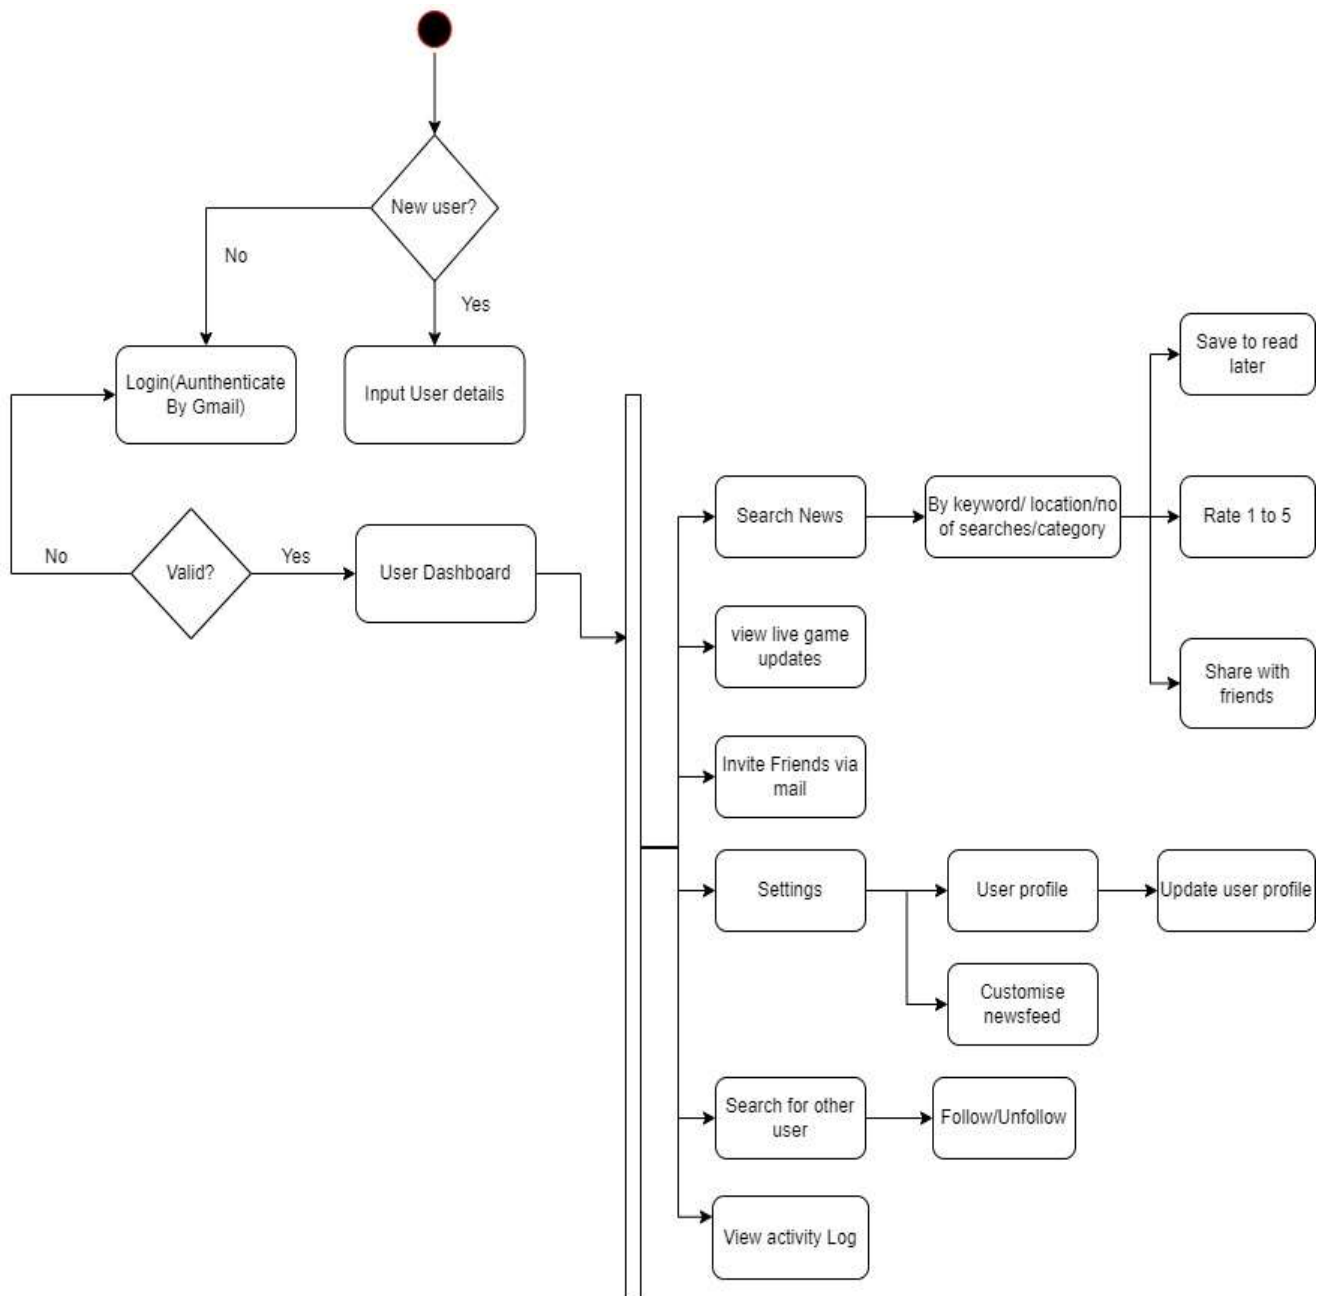 New user?
No
Yes
Login(Aunthenticate
By Gmail)
Input User details
No
Valid?
Yes
User Dashboard
Search News
By keyword/ location/no
of searches/category
Save to read
later
Rate 1 to 5
Share with
friends
view live game
updates
Invite Friends via
mail
Settings
User profile
Update user profile
Customise
newsfeed
Search for other
user
Follow/Unfollow
View activity Log